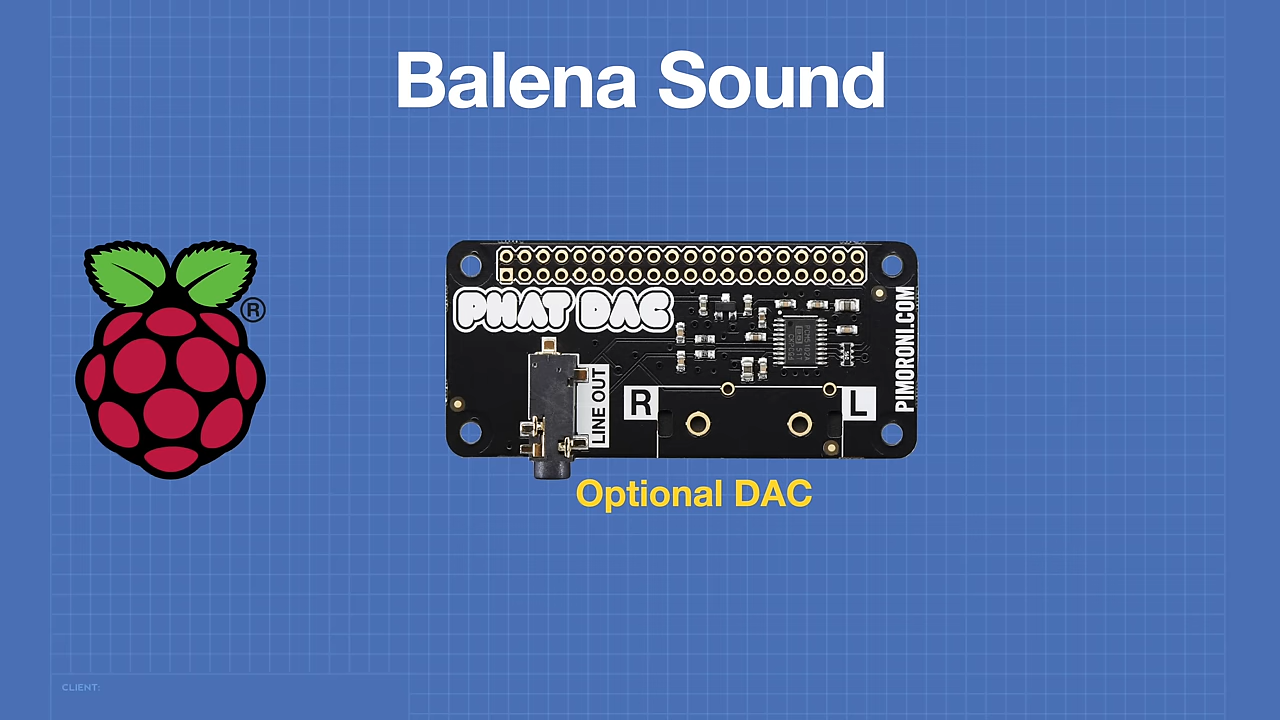 Balena Sound
®
PHAT DAC
PIMORONI.COM
LINE OUT
R
L
Optional DAC
CLIENT: